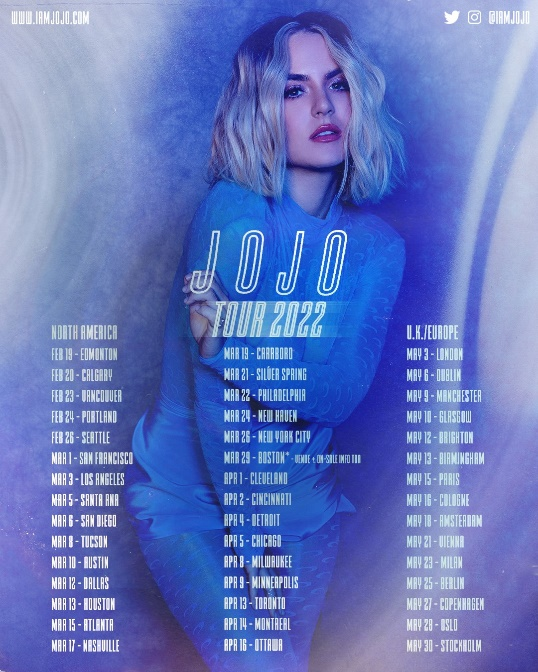 WWW.IAMJOJO.COM
@IAMJOJO
JOJO
TOUR 2022
NORTH AMERICA
FEB 19 - EDMONTON
FEB 20 - CALGARY
FEB 23 - VANCOUVER
FEB 24 - PORTLAND
FEB 26 - SEATTLE
MAR 1 - SAN FRANCISCO
MAR 3 - LOS ANGELES
MAR 5 - SANTA ANA
MAR 6 - SAN DIEGO
MAR 8 - TUCSON
MAR 10 - AUSTIN
MAR 12 - DALLAS
MAR 13 - HOUSTON
MAR 15 - ATLANTA
MAR 17 - NASHVILLE
MAR 19 - CARRBORO
MAR 21 - SILVER SPRING
MAR 22 - PHILADELPHIA
MAR 24 - NEW HAVEN
MAR 26 - NEW YORK CITY
MAR 29 - BOSTON* - VENUE + ON-SALE INFO TBA
APR 1 - CLEVELAND
APR 2 - CINCINNATI
APR 4 - DETROIT
APR 5 - CHICAGO
APR 8 - MILWAUKEE
APR 9 - MINNEAPOLIS
APR 13 - TORONTO
APR 14 - MONTREAL
APR 16 - OTTAWA
U.K./EUROPE
MAY 3 - LONDON
MAY 6 - DUBLIN
MAY 9 - MANCHESTER
MAY 10 - GLASGOW
MAY 12 - BRIGHTON
MAY 13 - BIRMINGHAM
MAY 15 - PARIS
MAY 16 - COLOGNE
MAY 18 - AMSTERDAM
MAY 21 - VIENNA
MAY 23 - MILAN
MAY 25 - BERLIN
MAY 27 - COPENHAGEN
MAY 29 - OSLO
MAY 30 - STOCKHOLM